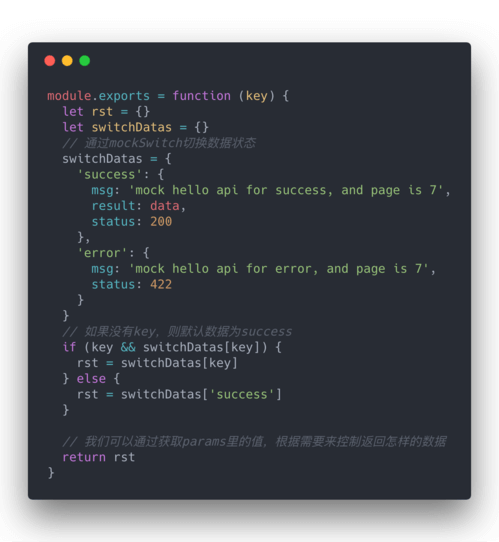 module.exports = function (key) {
  let rst = {}
  let switchDatas = {}
  // 通过mockSwitch切换数据状态
  switchDatas = {
    'success': {
      msg: 'mock hello api for success, and page is 7',
      result: data,
      status: 200
    },
    'error': {
      msg: 'mock hello api for error, and page is 7',
      status: 422
    }
  }
  // 如果没有key，则默认数据为success
  if (key && switchDatas[key]) {
    rst = switchDatas[key]
  } else {
    rst = switchDatas['success']
  }

  // 我们可以通过获取params里的值，根据需要来控制返回怎样的数据
  return rst
}